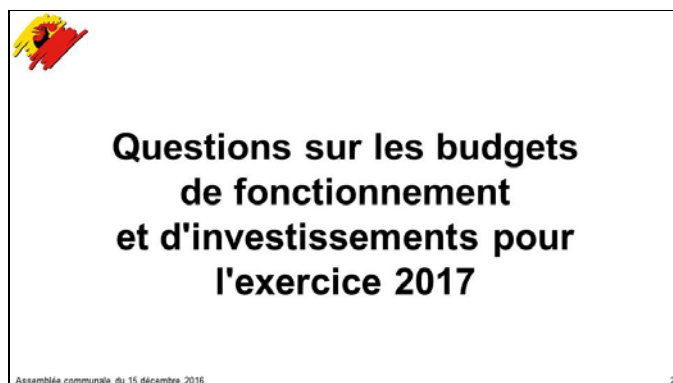 Questions sur les budgets
de fonctionnement
et d'investissements pour
l'exercice 2017
Assemblée communale du 15 décembre 2016